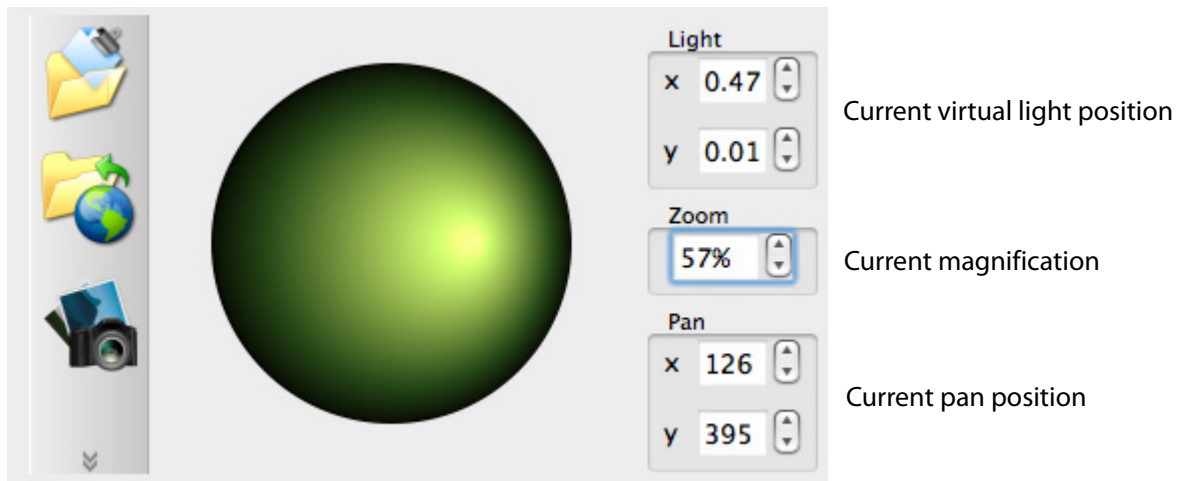 Light
x 0.47
y 0.01
Current virtual light position
Zoom
57%
Current magnification
Pan
x 126
y 395
Current pan position